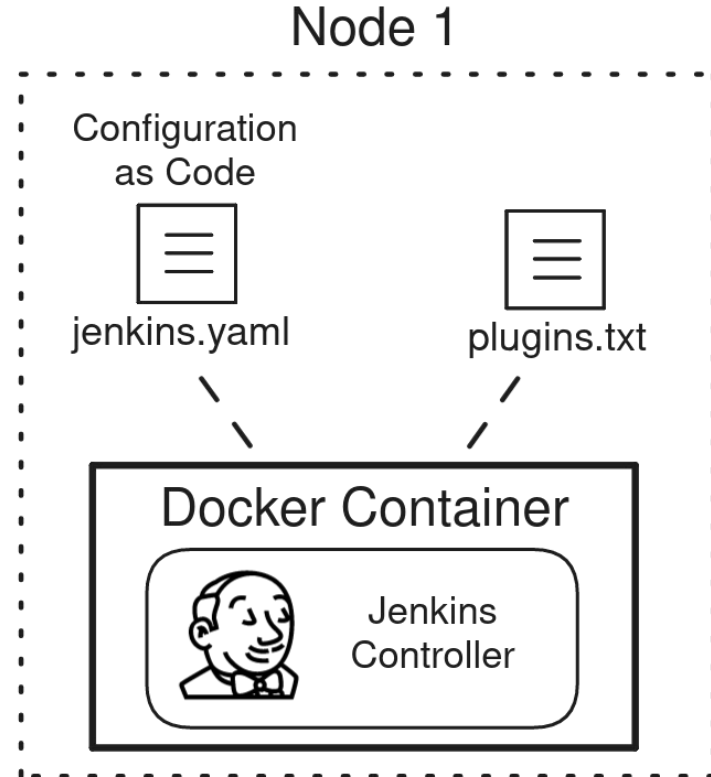 Node 1
Configuration
as Code
jenkins.yaml
plugins.txt
Docker Container
Jenkins
Controller